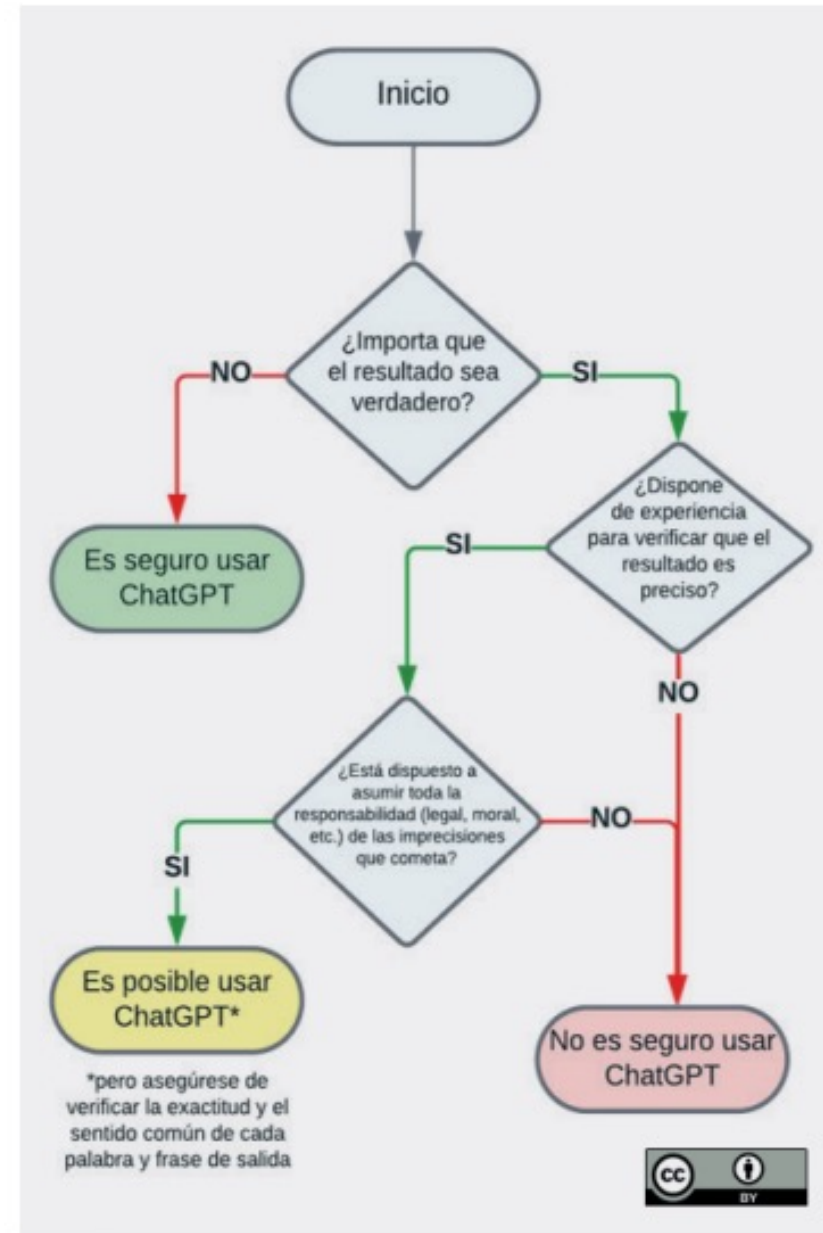 Inicio
¿Importa que
el resultado sea
verdadero?
NO
SI
¿Dispone
de experiencia
para verificar que el
resultado es
preciso?
Es seguro usar
ChatGPT
SI
NO
¿Está dispuesto a
asumir toda la
responsabilidad (legal, moral,
etc.) de las imprecisiones
que cometa?
NO
SI
Es posible usar
ChatGPT*
No es seguro usar
ChatGPT
*pero asegúrese de
verificar la exactitud y el
sentido común de cada
palabra y frase de salida
cc
BY